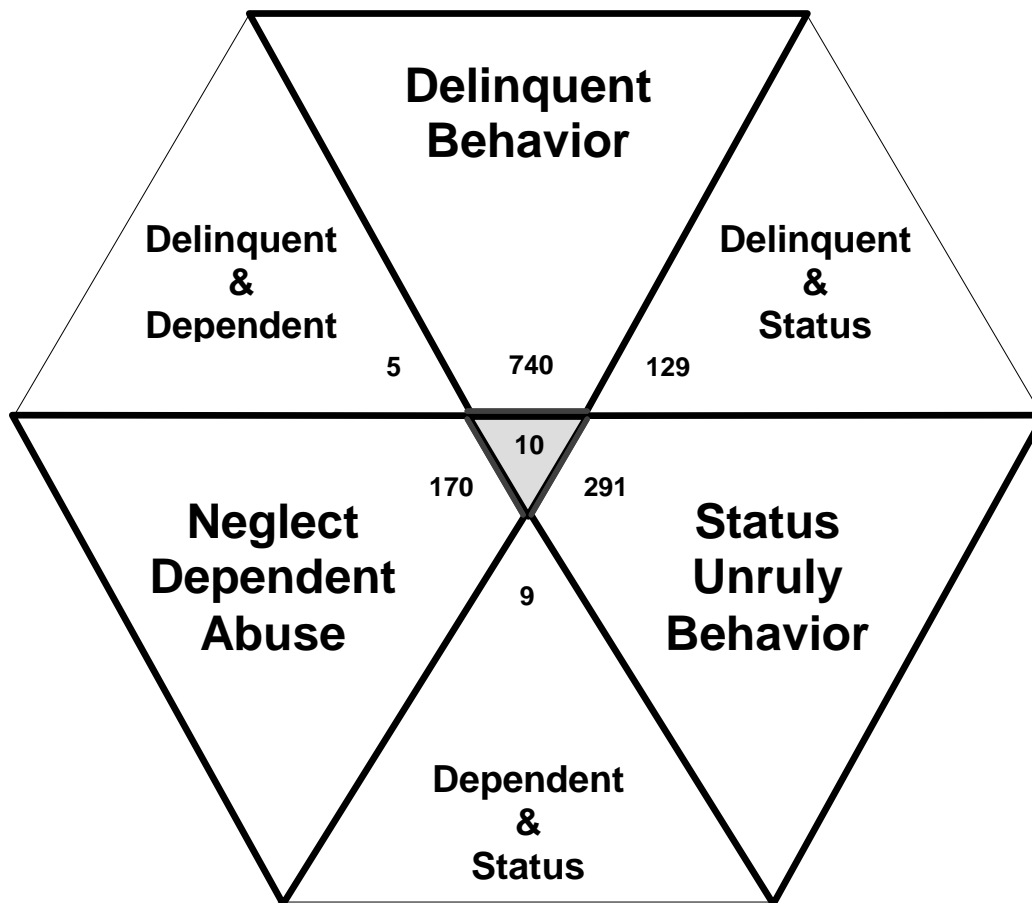 Delinquent
Behavior
Delinquent
&
Dependent
Delinquent
&
Status
5
740
129
10
170
291
Neglect
Dependent
Abuse
Status
Unruly
Behavior
9
Dependent
&
Status